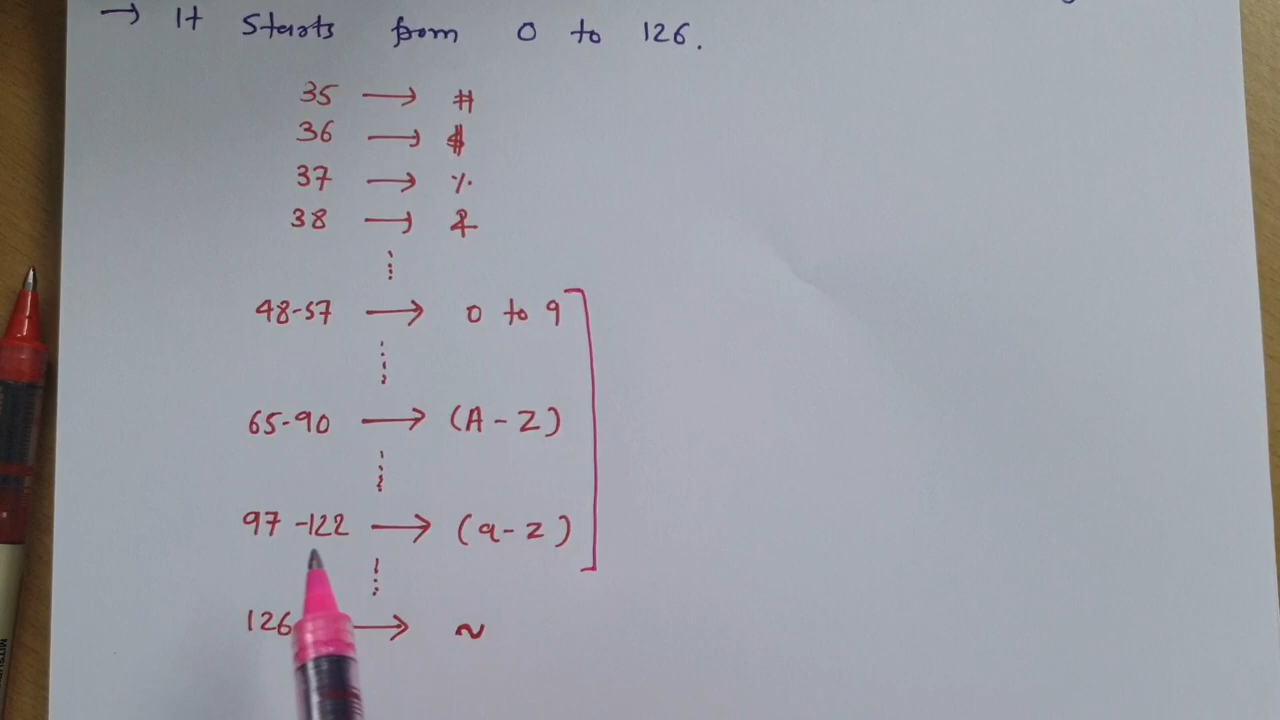 → It starts from 0 to 126.
35 → #
36 → $
37 → %
38 → &
48-57 → 0 to 9
65-90 → (A-Z)
97-122 → (a-z)
126 → ~